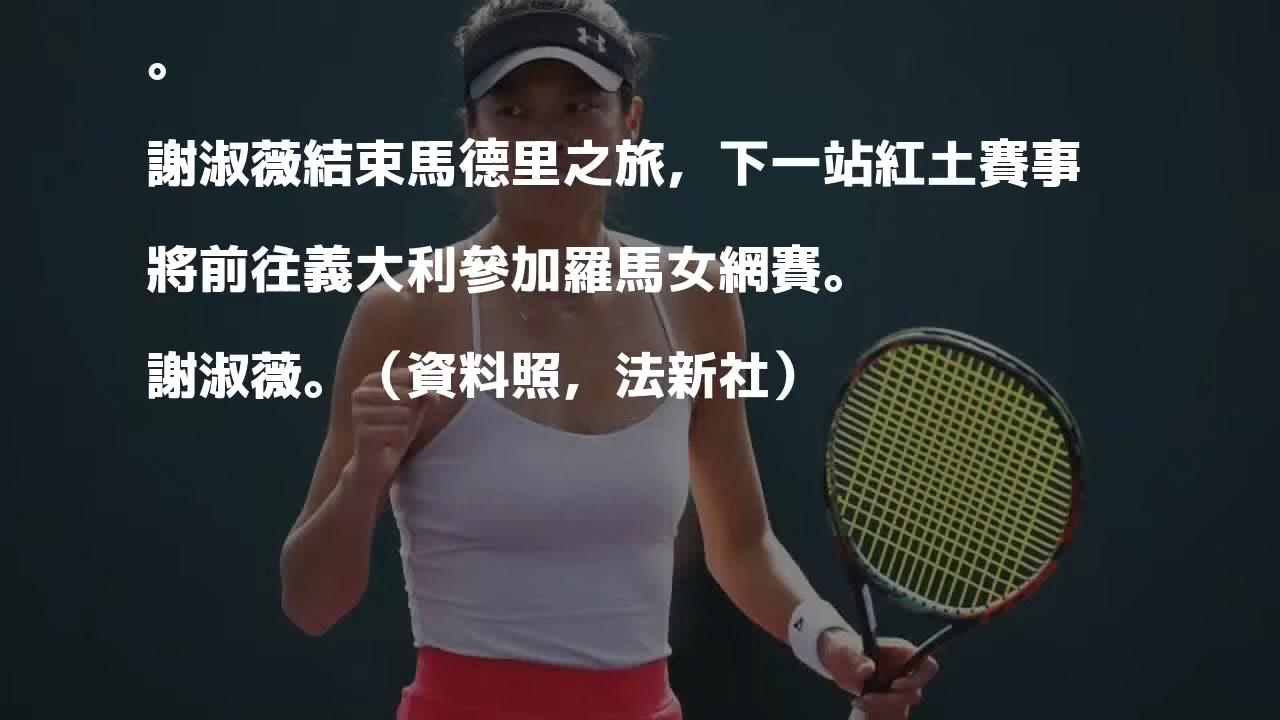 。
謝淑薇結束馬德里之旅，下一站紅土賽事
將前往義大利參加羅馬女網賽。
謝淑薇。（資料照，法新社）